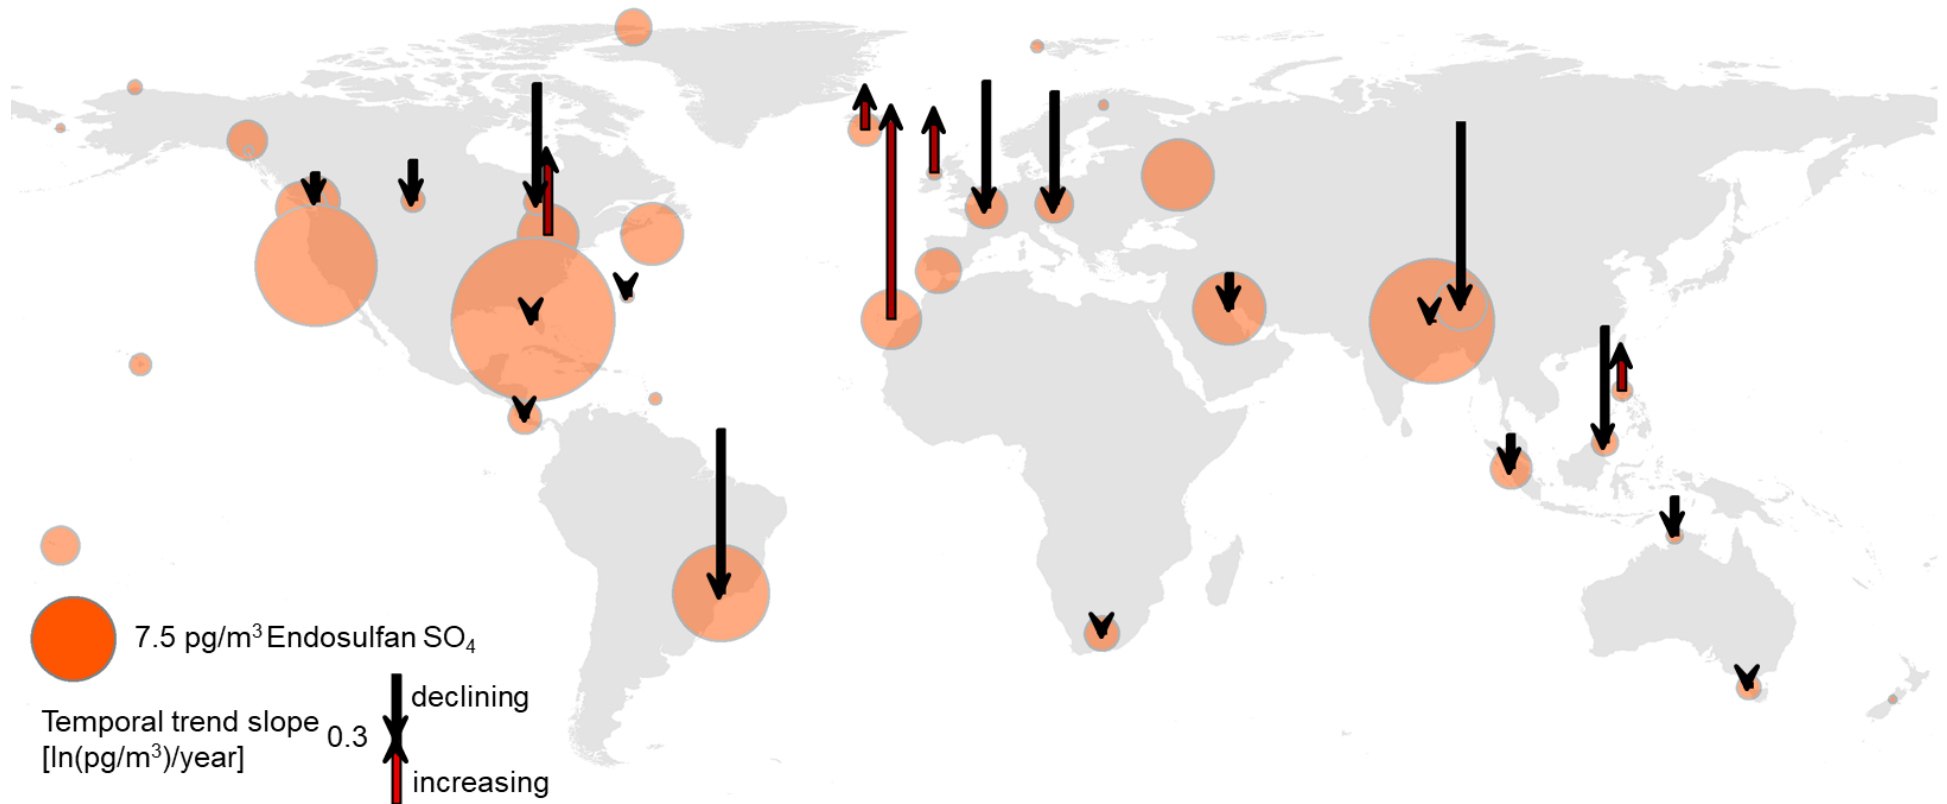 7.5 pg/m³ Endosulfan SO₄
declining
Temporal trend slope 0.3
[ln(pg/m³)/year]
increasing